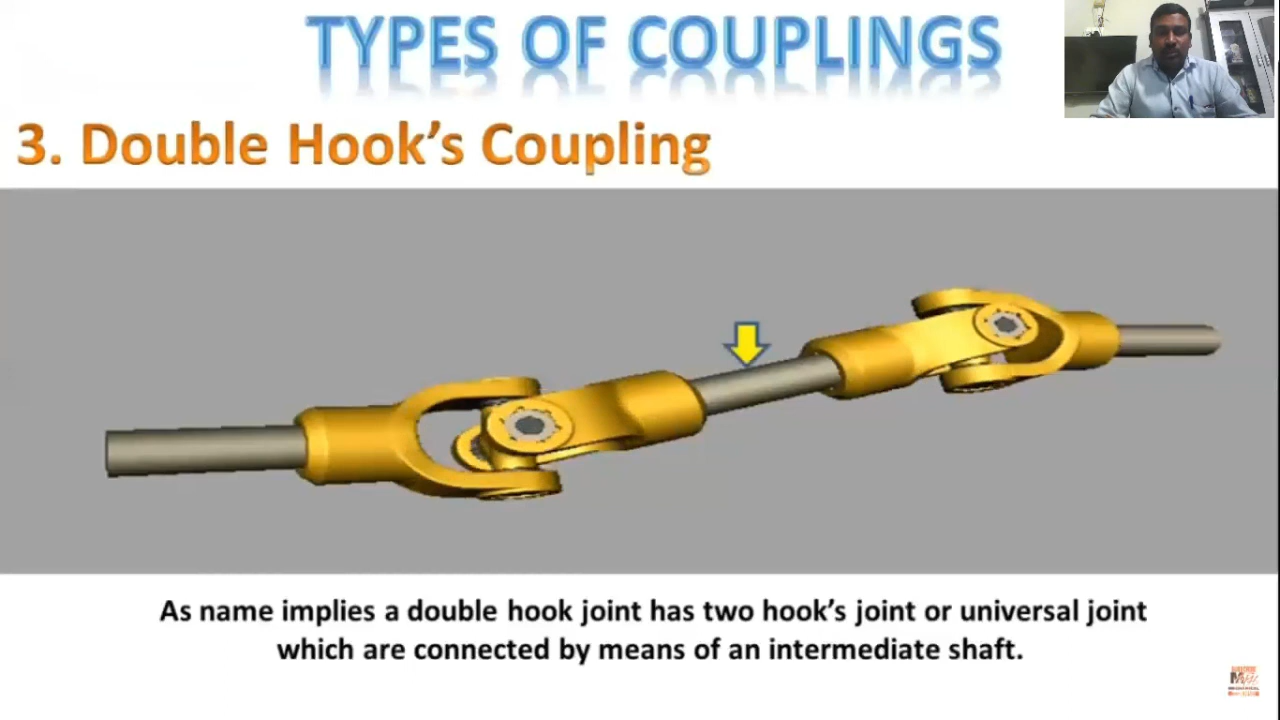 TYPES OF COUPLINGS
3. Double Hook's Coupling
As name implies a double hook joint has two hook's joint or universal joint
which are connected by means of an intermediate shaft.